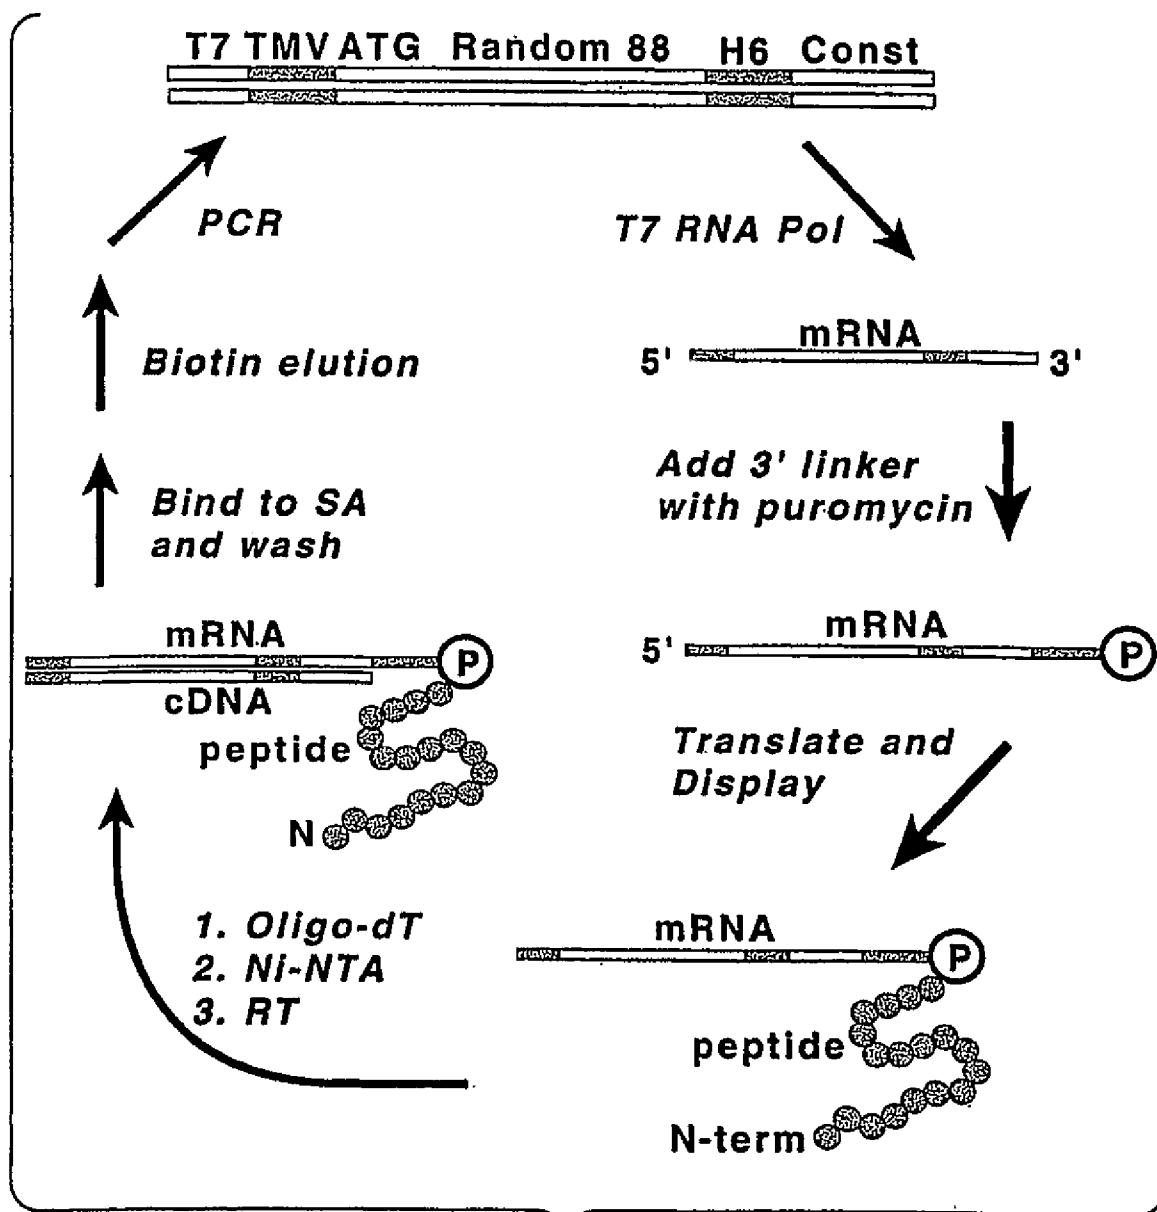 T7 TMV ATG Random 88 H6 Const
PCR
T7 RNA Pol
mRNA
5' 3'
Biotin elution
Add 3' linker
with puromycin
Bind to SA
and wash
mRNA
5' P
mRNA
P
cDNA
peptide
N
Translate and
Display
1. Oligo-dT
2. Ni-NTA
3. RT
mRNA
P
peptide
N-term